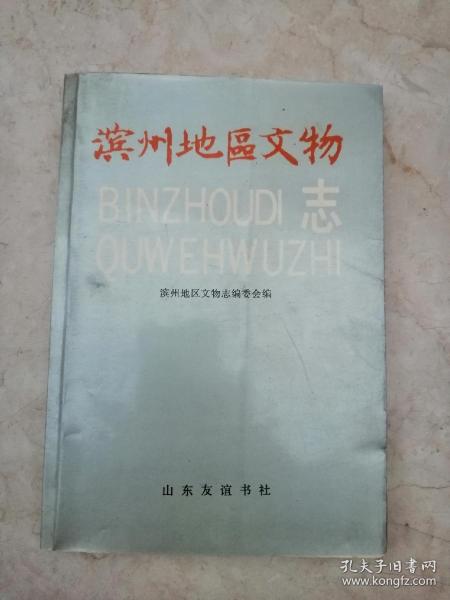 滨州地區文物
BINZHOUDI 志
QUWEHWUZHI
滨州地区文物志编委会编
山东友谊书社
孔夫子旧书网
www.kongfz.com